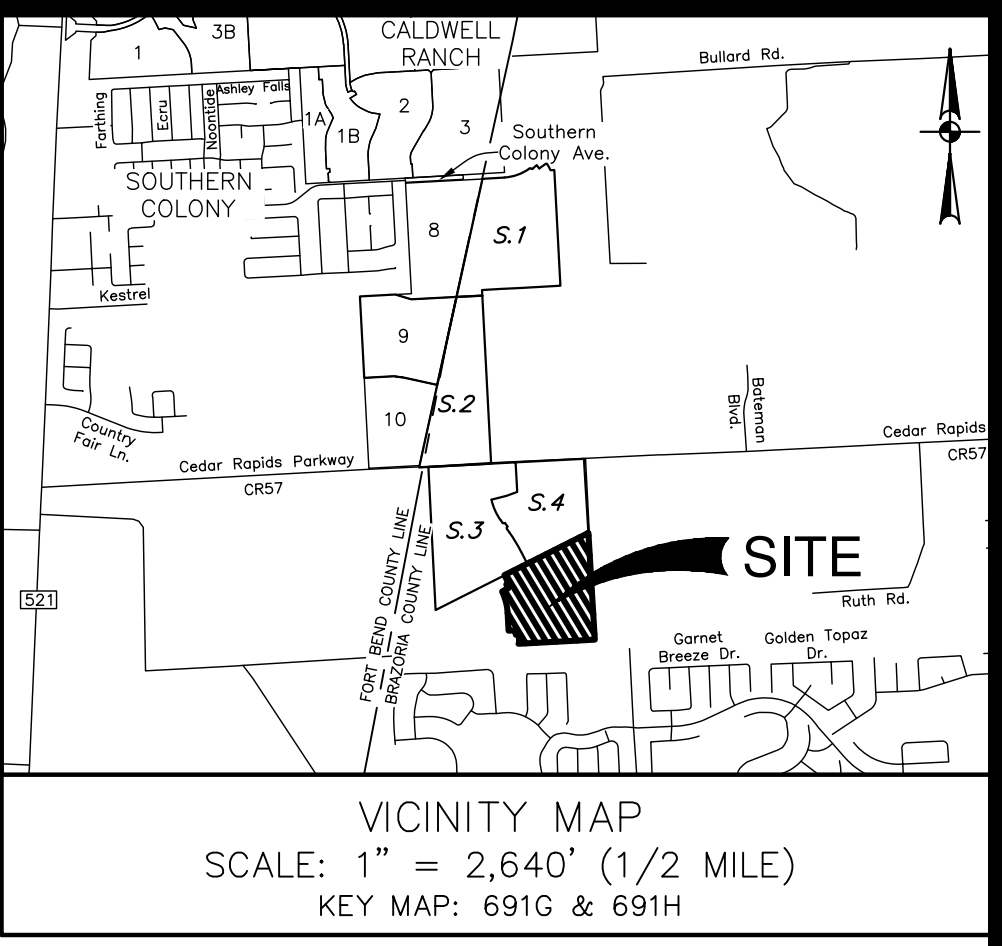 3B
1
CALDWELL
RANCH
Bullard Rd.
Farthing
Ecru
Noontide
Ashley Falls
1A
1B
2
3
Southern
Colony Ave.
SOUTHERN
COLONY
8
S.1
Kestrel
9
10
S.2
Country
Fair Ln.
Bateman
Blvd.
Cedar Rapids Parkway
CR57
Cedar Rapids
CR57
S.3
S.4
SITE
521
FORT BEND COUNTY LINE
BRAZORIA COUNTY LINE
Ruth Rd.
Garnet
Breeze Dr.
Golden Topaz
Dr.
VICINITY MAP
SCALE: 1" = 2,640' (1/2 MILE)
KEY MAP: 691G & 691H